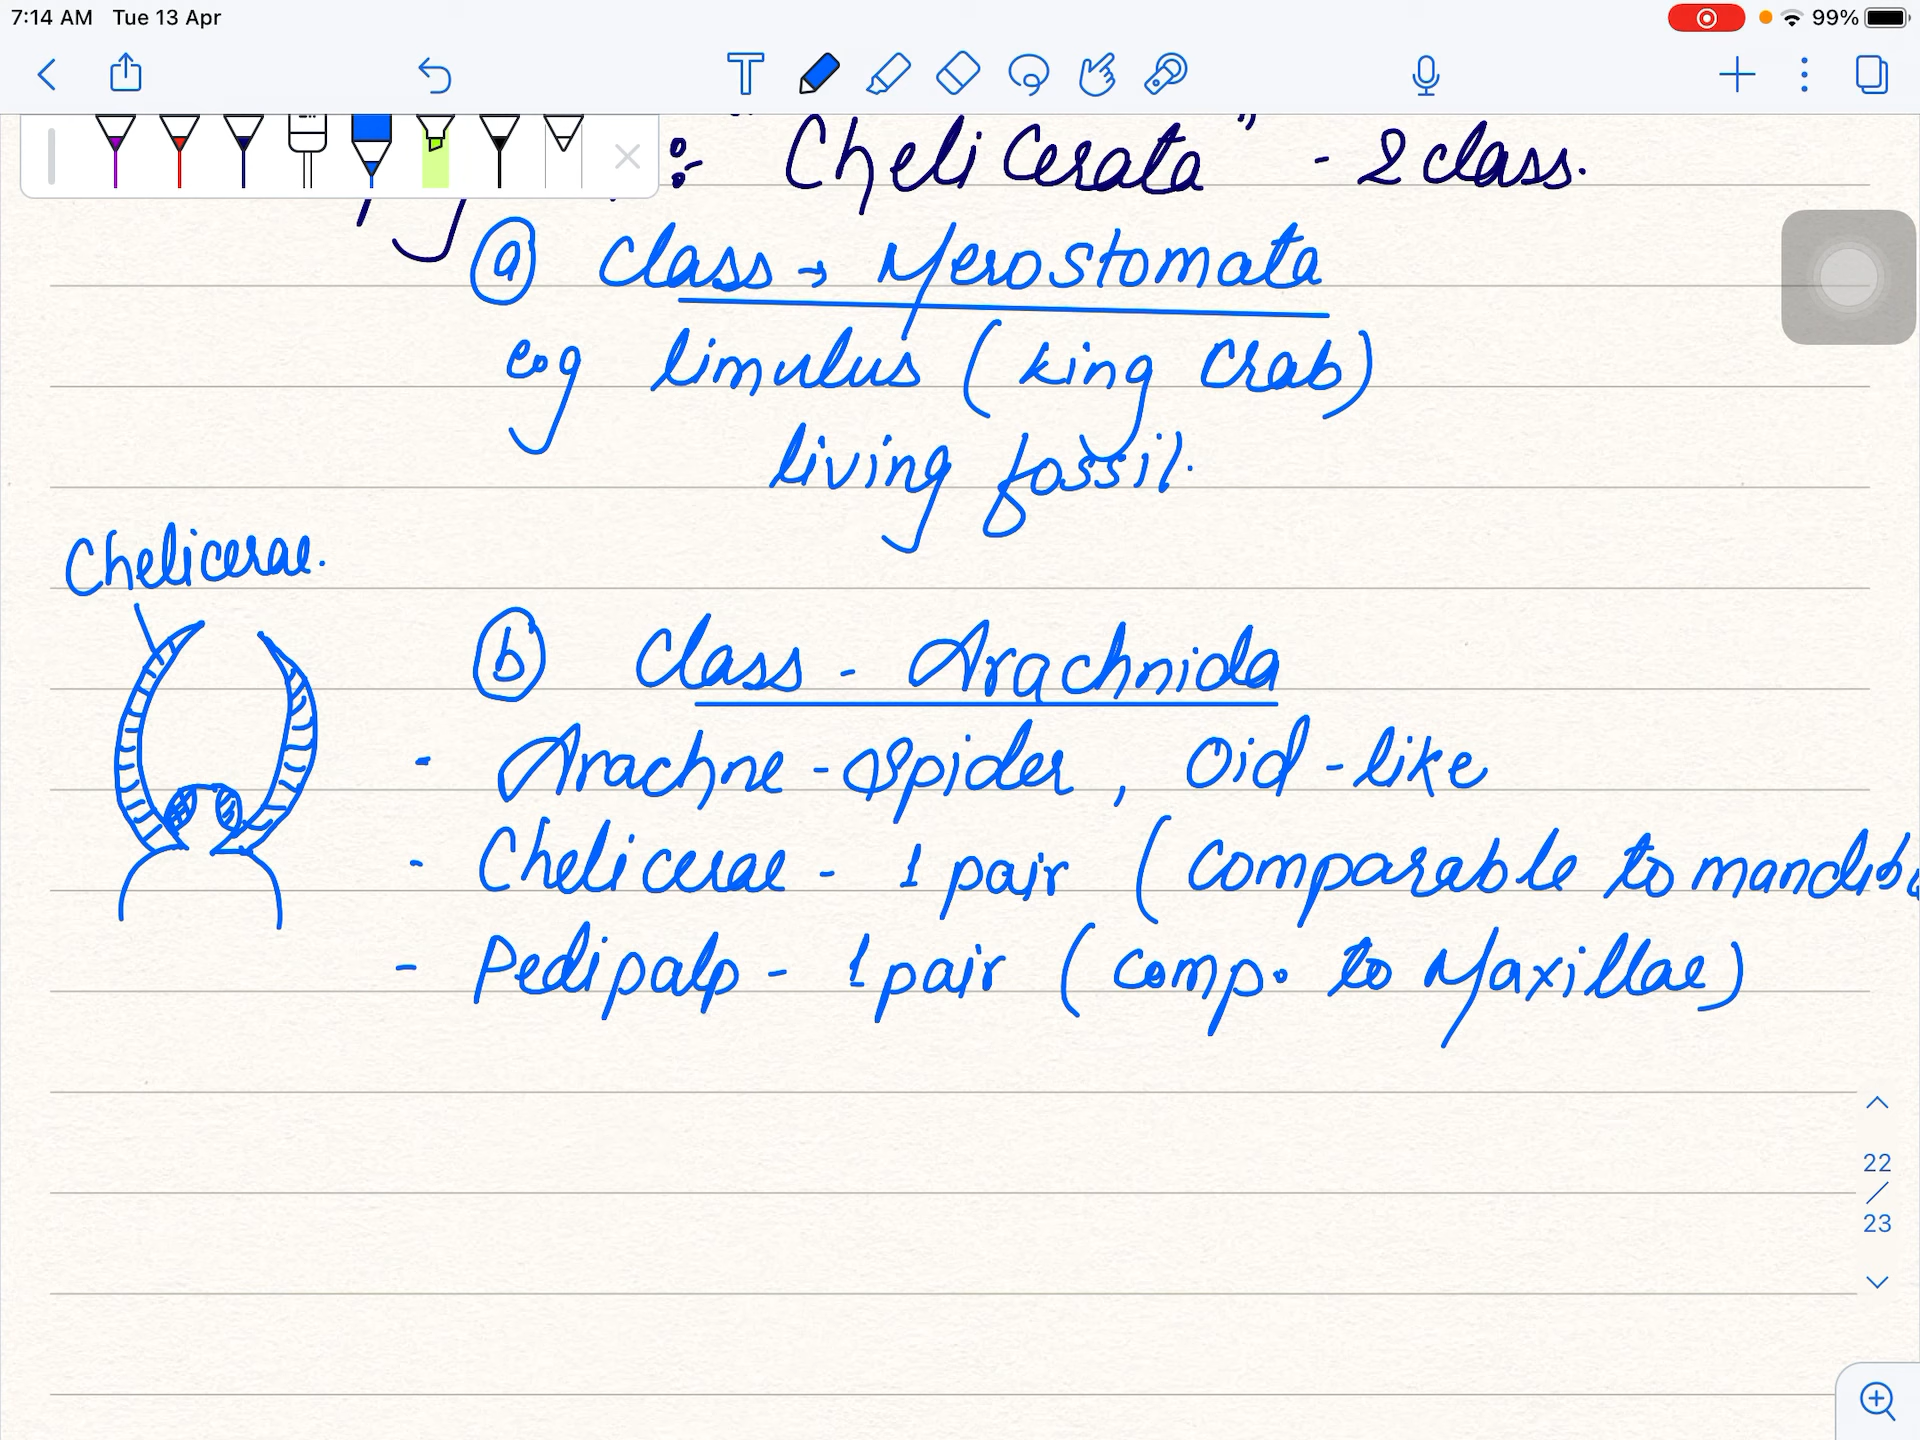 7:14 AM Tue 13 Apr 99%
:- "Chelicerata" - 2 class.
(a) Class → Merostomata
e.g limulus (king crab)
living fossil.
Chelicerae.
(b) Class - Arachnida
- Arachne - Spider, Oid - like
- Chelicerae - 1 pair (comparable to
- Pedipalp - 1 pair (comp. to Maxillae)
22
/
23